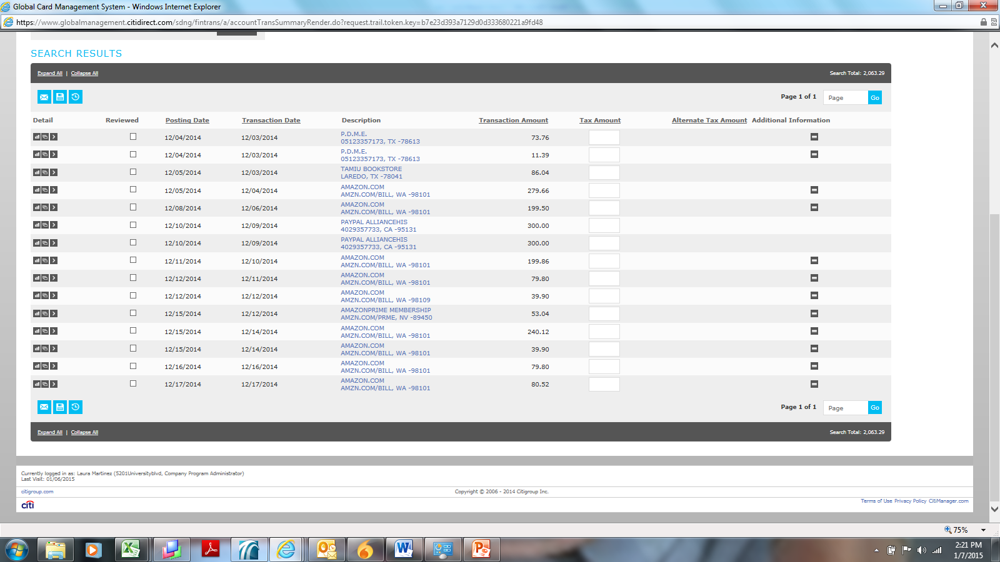 Global Card Management System - Windows Internet Explorer
https://www.globalmanagement.citidirect.com/sdng/fintrans/a/accountTransSummaryRender.do?request.trail.token.key=b7e23d393a7129d0d333680221a9fd48
SEARCH RESULTS
Expand All | Collapse All Search Total: 2,063.29
Page 1 of 1 Page Go
Detail Reviewed Posting Date Transaction Date Description Transaction Amount Tax Amount Alternate Tax Amount Additional Information
12/04/2014 12/03/2014 P.D.M.E. 73.76
05123357173, TX -78613
12/04/2014 12/03/2014 P.D.M.E. 11.39
05123357173, TX -78613
12/05/2014 12/03/2014 TAMIU BOOKSTORE 86.04
LAREDO, TX -78041
12/05/2014 12/04/2014 AMAZON.COM 279.66
AMZN.COM/BILL, WA -98101
12/08/2014 12/06/2014 AMAZON.COM 199.50
AMZN.COM/BILL, WA -98101
12/10/2014 12/09/2014 PAYPAL ALLIANCEHIS 300.00
4029357733, CA -95131
12/10/2014 12/09/2014 PAYPAL ALLIANCEHIS 300.00
4029357733, CA -95131
12/11/2014 12/10/2014 AMAZON.COM 199.86
AMZN.COM/BILL, WA -98101
12/12/2014 12/11/2014 AMAZON.COM 79.80
AMZN.COM/BILL, WA -98101
12/12/2014 12/12/2014 AMAZON.COM 39.90
AMZN.COM/BILL, WA -98109
12/15/2014 12/12/2014 AMAZONPRIME MEMBERSHIP 53.04
AMZN.COM/PRME, NV -89450
12/15/2014 12/14/2014 AMAZON.COM 240.12
AMZN.COM/BILL, WA -98101
12/15/2014 12/14/2014 AMAZON.COM 39.90
AMZN.COM/BILL, WA -98101
12/16/2014 12/16/2014 AMAZON.COM 79.80
AMZN.COM/BILL, WA -98101
12/17/2014 12/17/2014 AMAZON.COM 80.52
AMZN.COM/BILL, WA -98101
Page 1 of 1 Page Go
Expand All | Collapse All Search Total: 2,063.29
Currently logged in as: Laura Martinez (5201Universityblvd, Company Program Administrator)
Last Visit: 01/06/2015
citigroup.com Copyright © 2006 - 2014 Citigroup Inc.
citi Terms of Use Privacy Policy CitiManager.com
75%
2:21 PM
1/7/2015